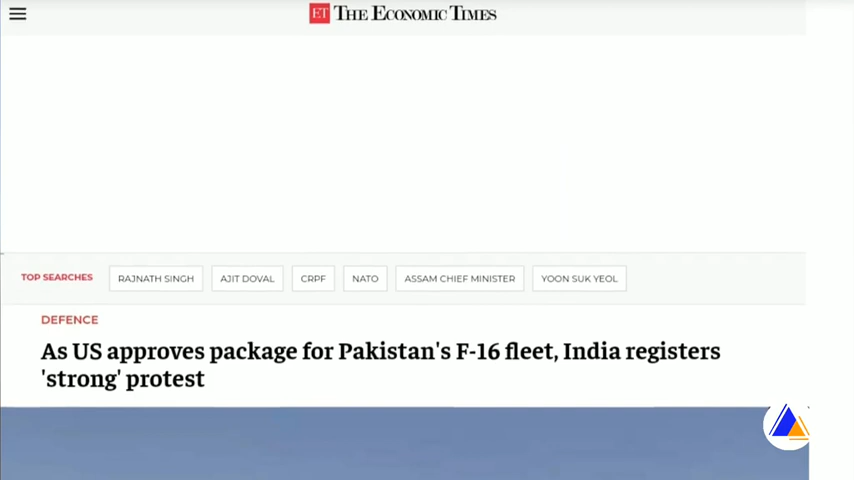 ET THE ECONOMIC TIMES
TOP SEARCHES RAJNATH SINGH AJIT DOVAL CRPF NATO ASSAM CHIEF MINISTER YOON SUK YEOL
DEFENCE
As US approves package for Pakistan's F-16 fleet, India registers
'strong' protest